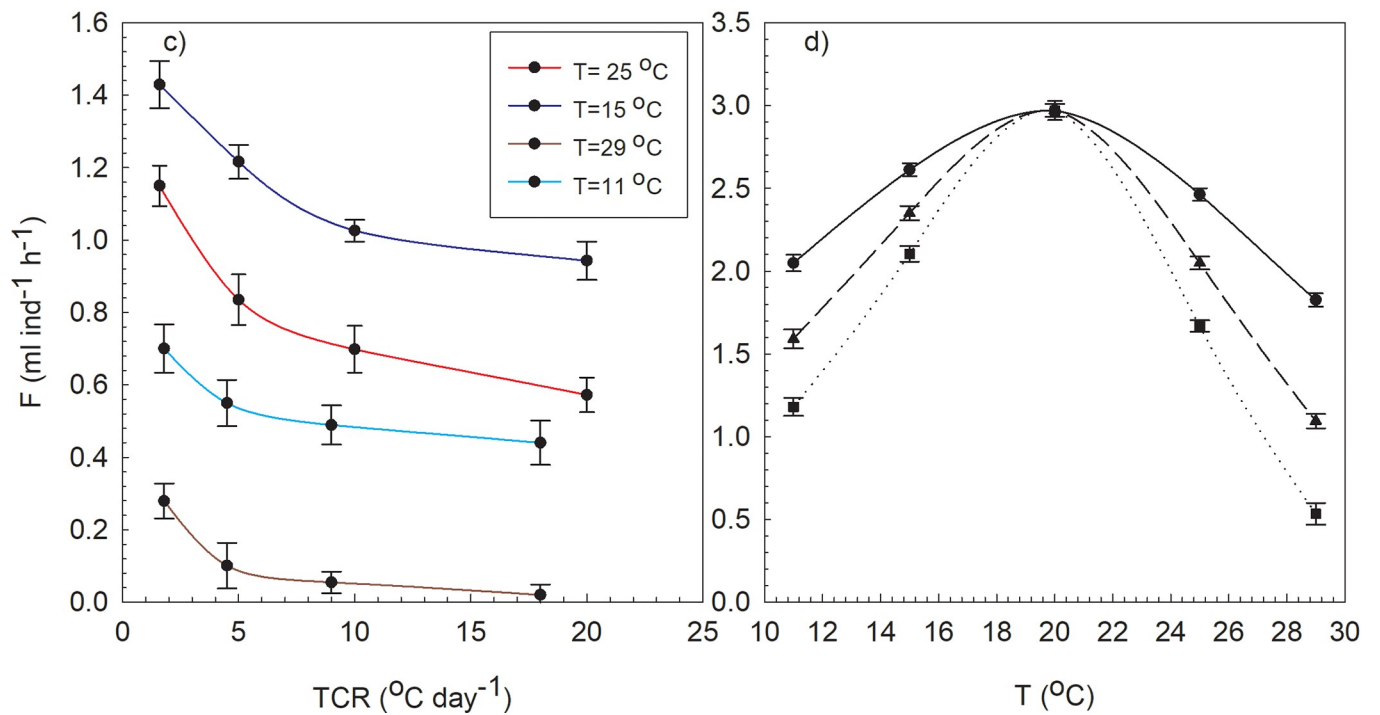 c)
T= 25 ºC
T=15 ºC
T=29 ºC
T=11 ºC
1.6
1.4
1.2
1.0
0.8
0.6
0.4
0.2
0.0
F (ml ind⁻¹ h⁻¹)
0 5 10 15 20 25
TCR (ºC day⁻¹)
d)
3.5
3.0
2.5
2.0
1.5
1.0
0.5
0.0
10 12 14 16 18 20 22 24 26 28 30
T (ºC)